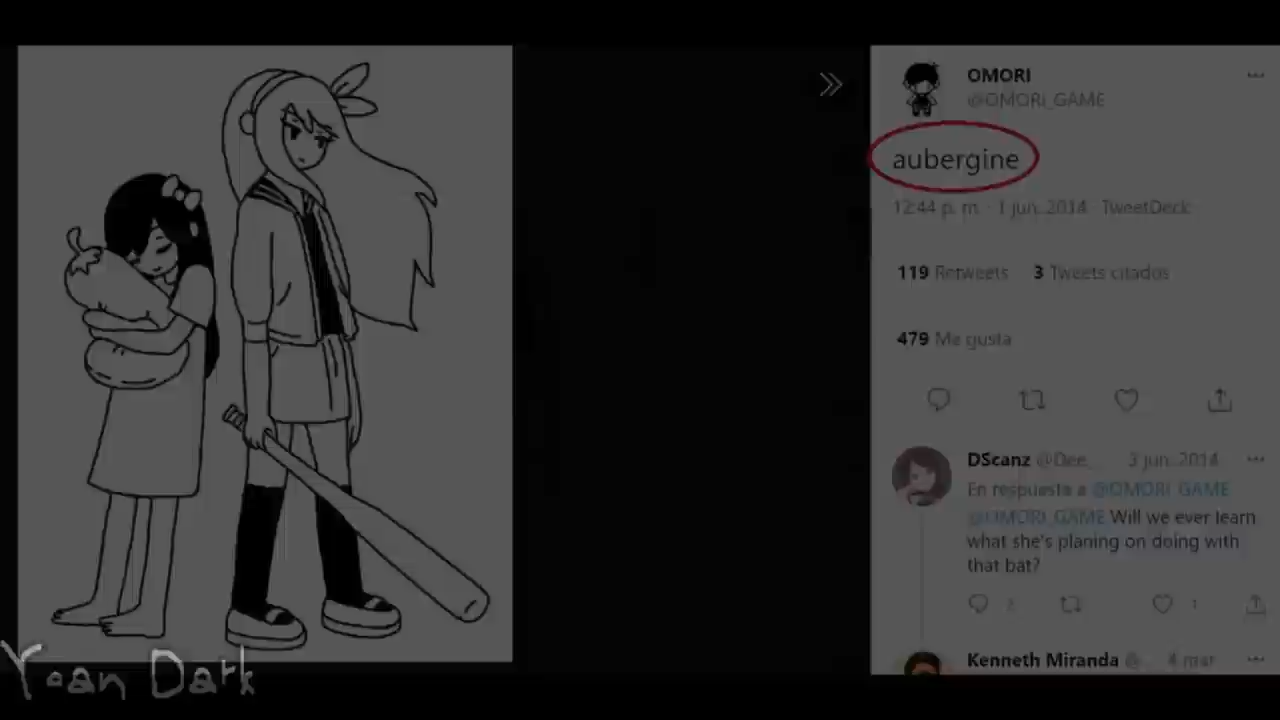 OMORI
@OMORI_GAME
aubergine
12:44 p. m. · 1 jun. 2014 · TweetDeck
119 Retweets 3 Tweets citados
479 Me gusta
DScanz @Dee_ 3 jun. 2014
En respuesta a @OMORI_GAME
@OMORI_GAME Will we ever learn
what she's planing on doing with
that bat?
1
Kenneth Miranda @ 4 mar
Yoan Dark